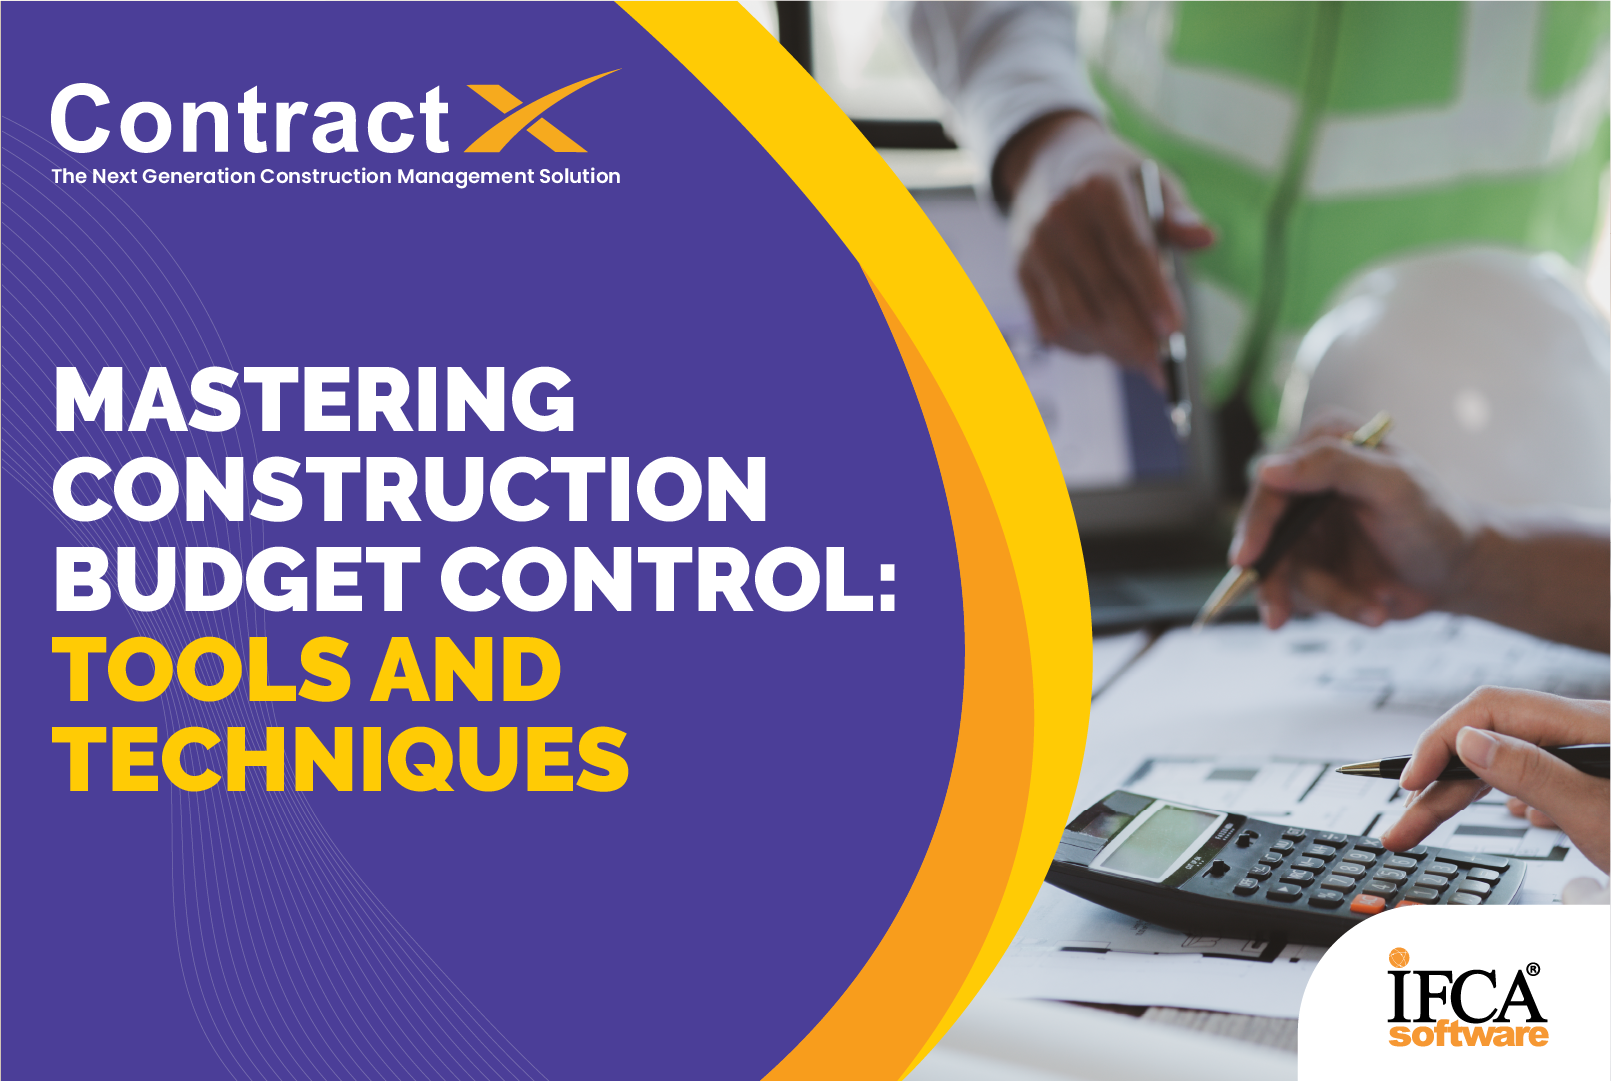 Contract X
The Next Generation Construction Management Solution
MASTERING
CONSTRUCTION
BUDGET CONTROL:
TOOLS AND
TECHNIQUES
iFCA®
software